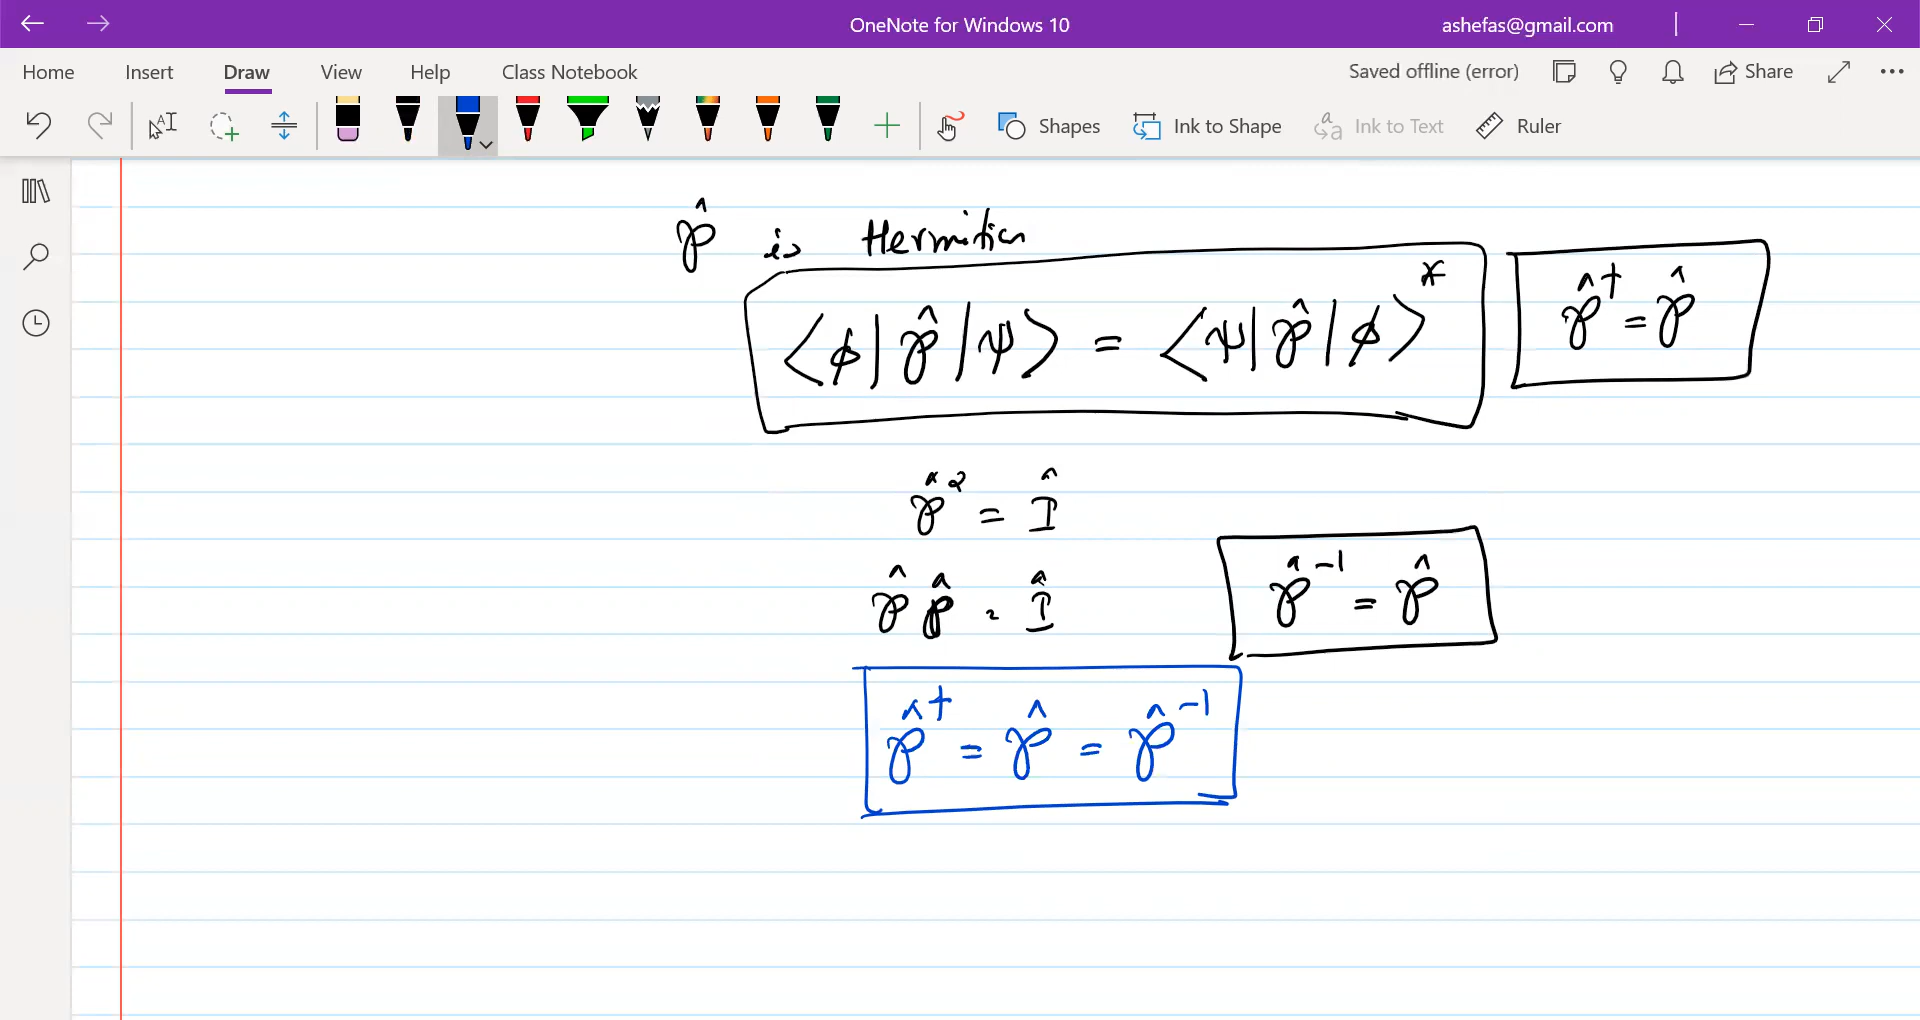 OneNote for Windows 10 ashefas@gmail.com
Home Insert Draw View Help Class Notebook Saved offline (error) Share
Shapes Ink to Shape Ink to Text Ruler
𝒫̂ is Hermitian
⟨ϕ|𝒫̂|ψ⟩ = ⟨ψ|𝒫̂|ϕ⟩* 𝒫̂† = 𝒫̂
𝒫̂² = Î
𝒫̂ 𝒫̂ = Î 𝒫̂⁻¹ = 𝒫̂
𝒫̂† = 𝒫̂ = 𝒫̂⁻¹